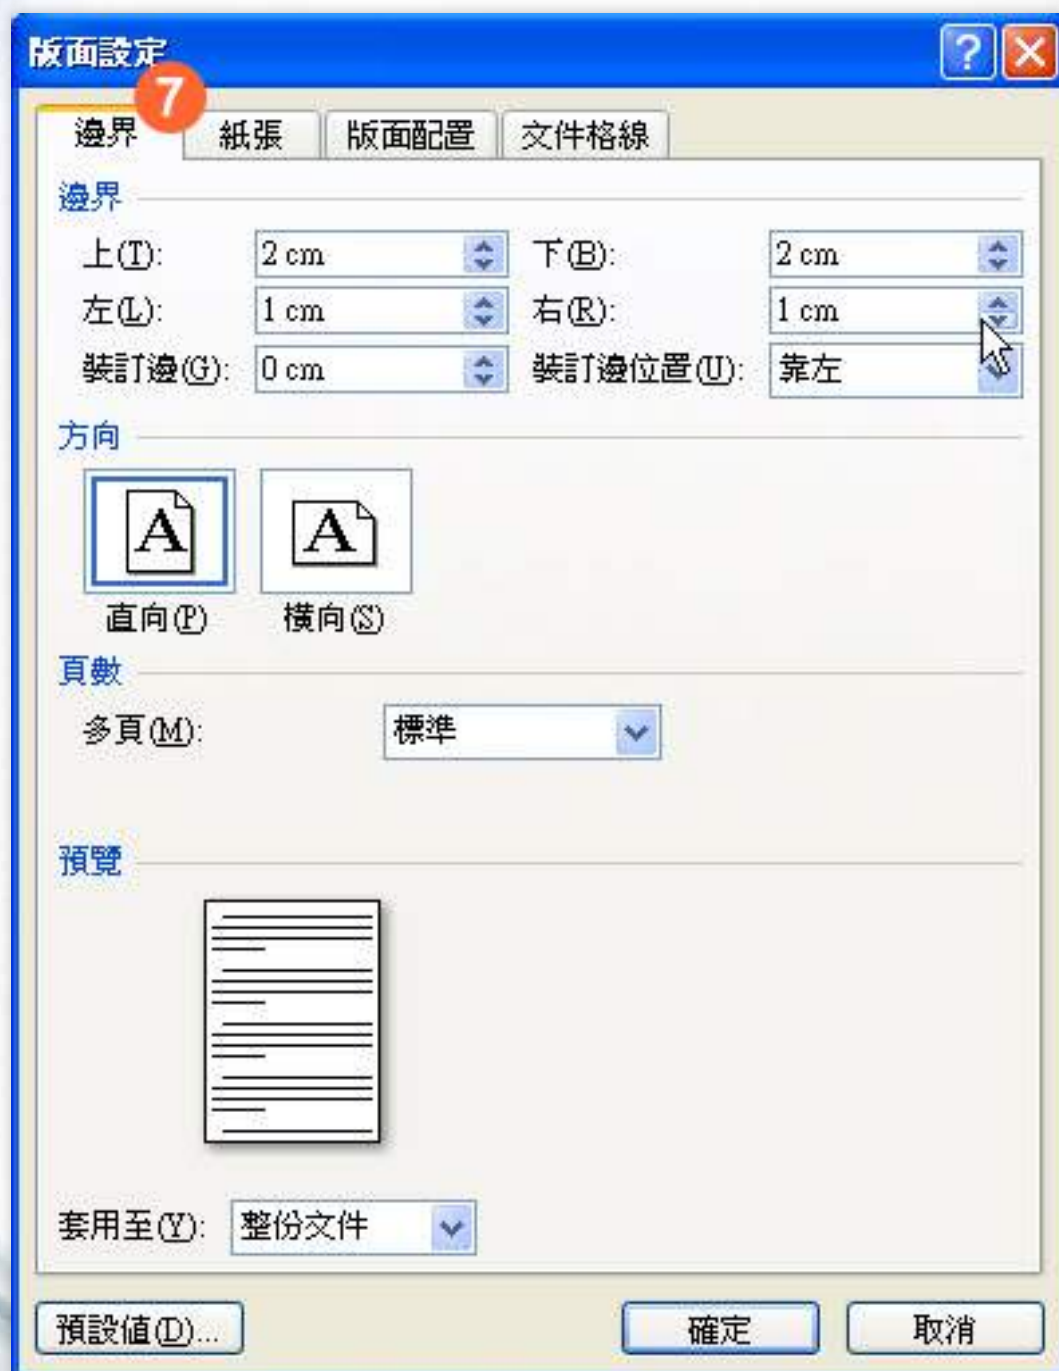 版面設定
7
邊界 紙張 版面配置 文件格線
邊界
上(T): 2 cm 下(B): 2 cm
左(L): 1 cm 右(R): 1 cm
裝訂邊(G): 0 cm 裝訂邊位置(U): 靠左
方向
A A
直向(P) 橫向(S)
頁數
多頁(M): 標準
預覽
套用至(Y): 整份文件
預設值(D)... 確定 取消